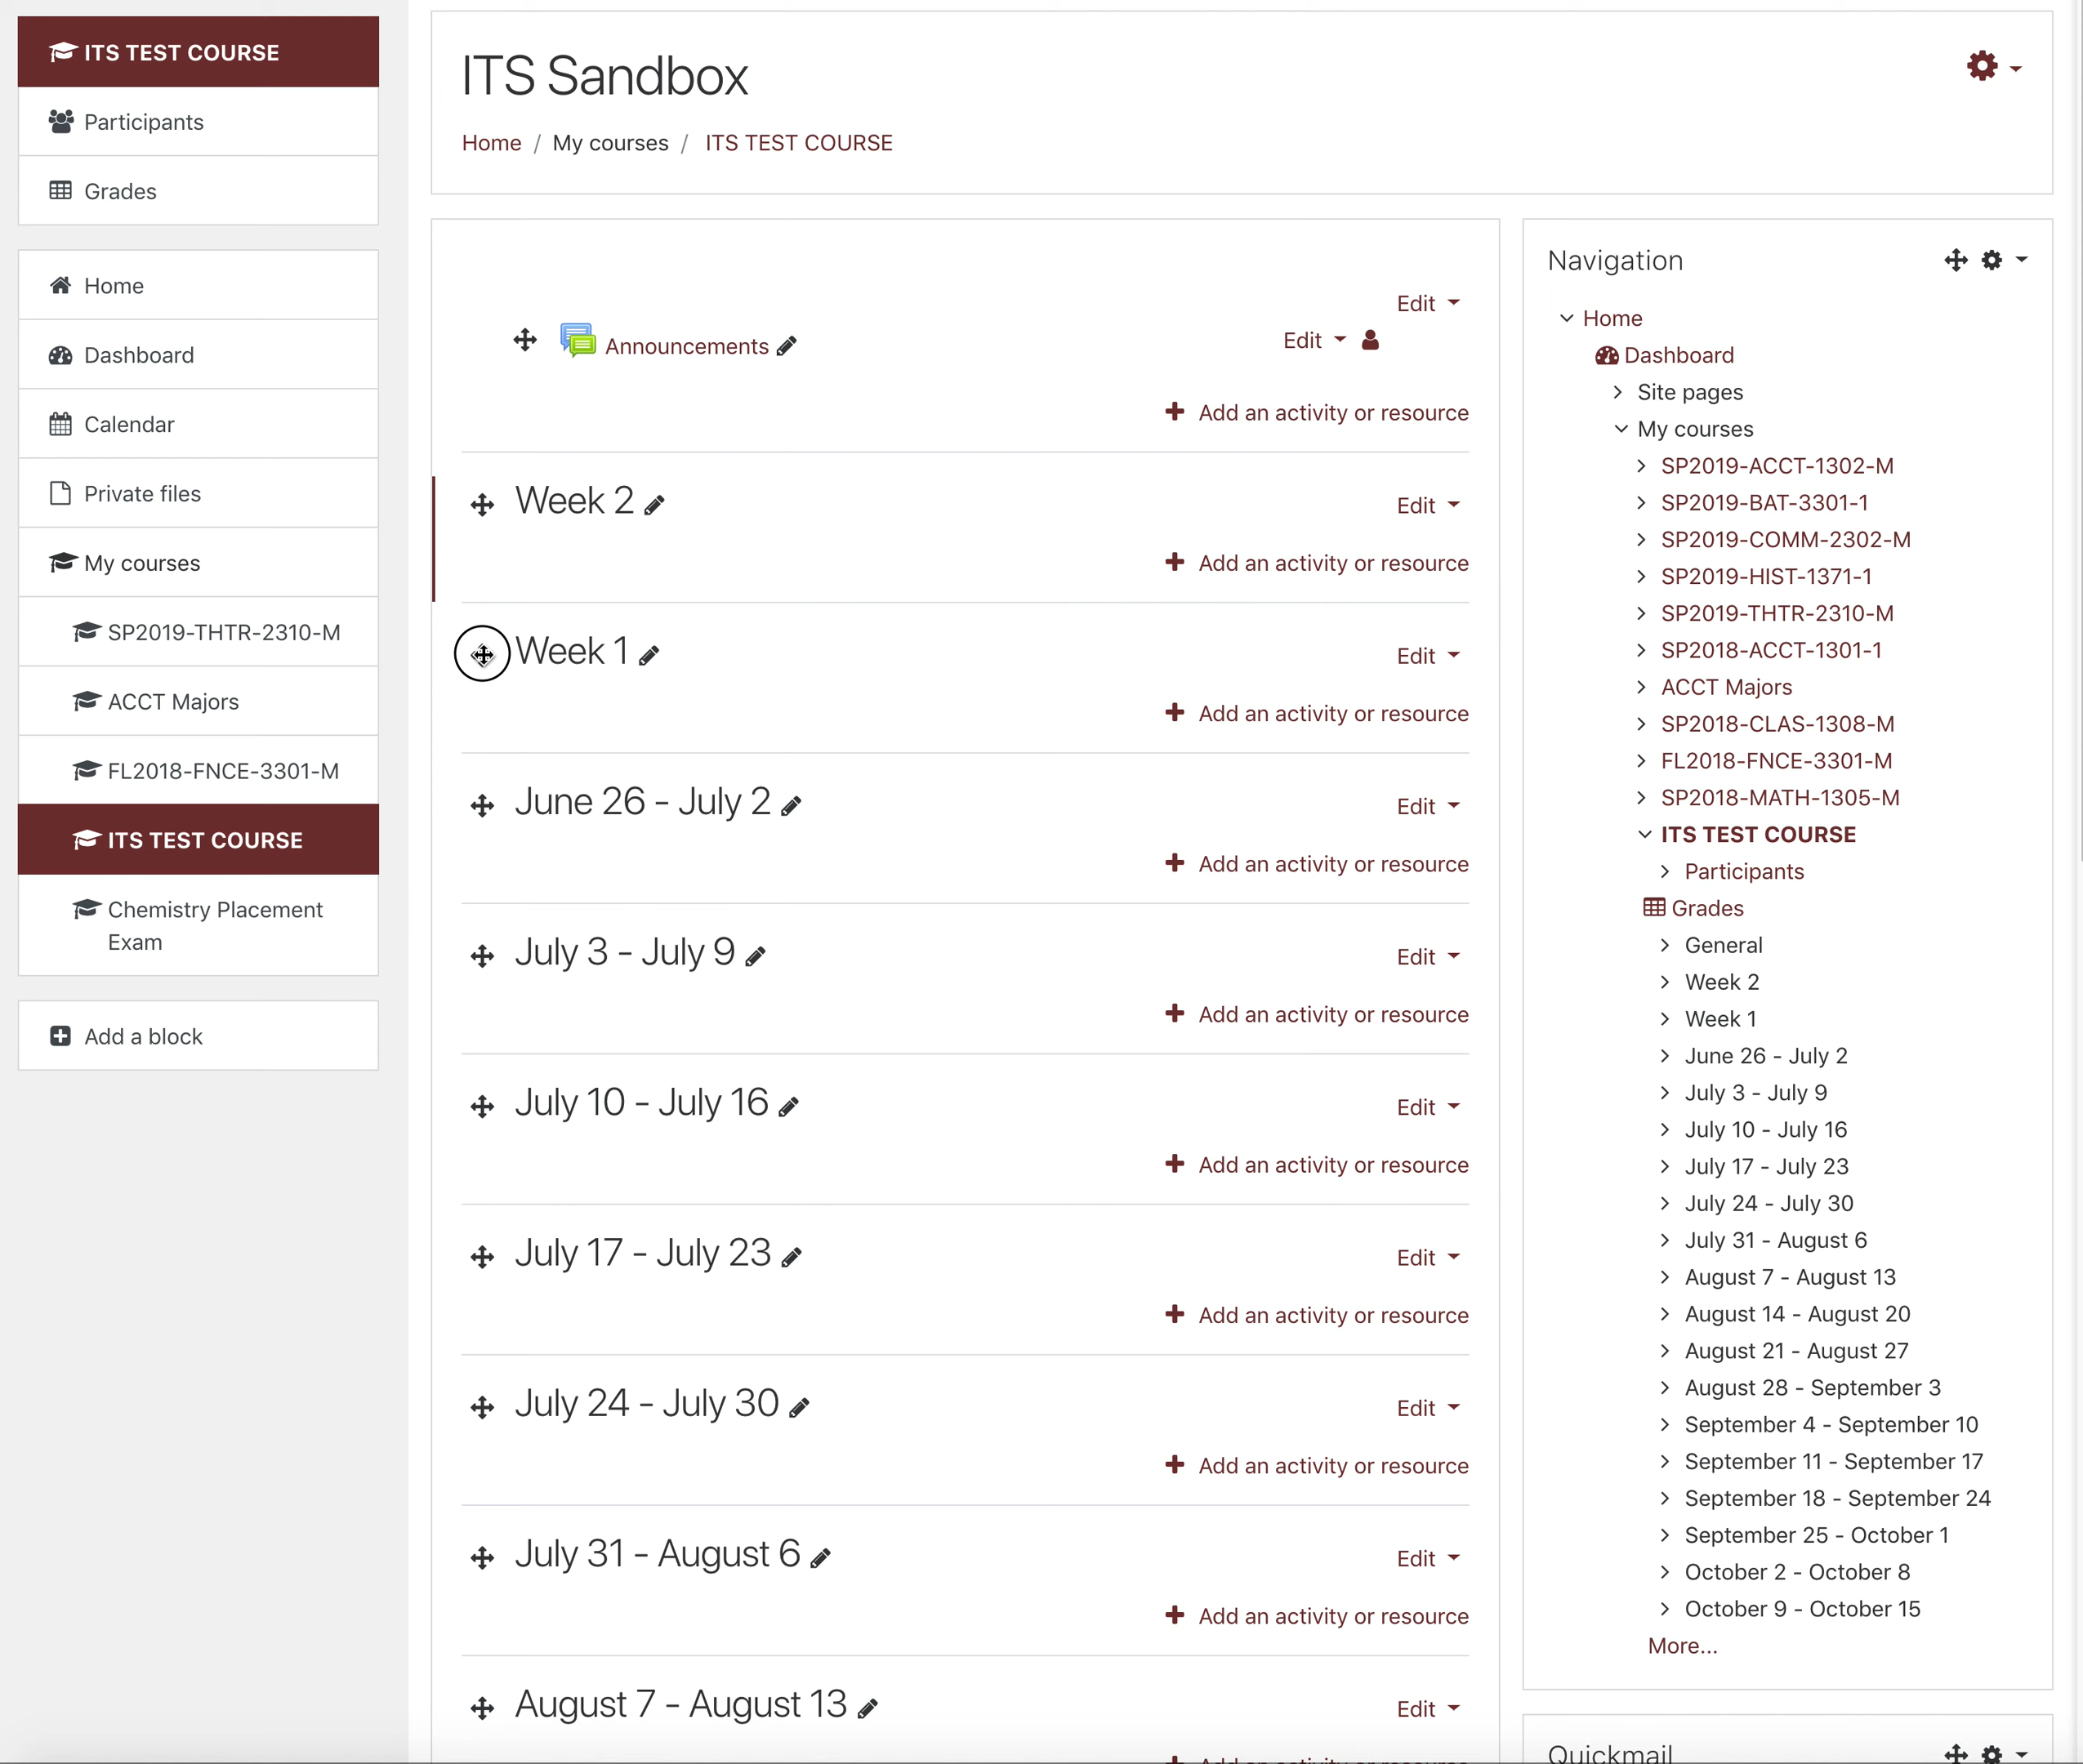 ITS TEST COURSE
Participants
Grades
Home
Dashboard
Calendar
Private files
My courses
SP2019-THTR-2310-M
ACCT Majors
FL2018-FNCE-3301-M
ITS TEST COURSE
Chemistry Placement
Exam
Add a block
ITS Sandbox
Home / My courses / ITS TEST COURSE
Edit
Announcements
Edit
Add an activity or resource
Week 2
Edit
Add an activity or resource
Week 1
Edit
Add an activity or resource
June 26 - July 2
Edit
Add an activity or resource
July 3 - July 9
Edit
Add an activity or resource
July 10 - July 16
Edit
Add an activity or resource
July 17 - July 23
Edit
Add an activity or resource
July 24 - July 30
Edit
Add an activity or resource
July 31 - August 6
Edit
Add an activity or resource
August 7 - August 13
Edit
Add an activity or resource
Navigation
Home
Dashboard
Site pages
My courses
SP2019-ACCT-1302-M
SP2019-BAT-3301-1
SP2019-COMM-2302-M
SP2019-HIST-1371-1
SP2019-THTR-2310-M
SP2018-ACCT-1301-1
ACCT Majors
SP2018-CLAS-1308-M
FL2018-FNCE-3301-M
SP2018-MATH-1305-M
ITS TEST COURSE
Participants
Grades
General
Week 2
Week 1
June 26 - July 2
July 3 - July 9
July 10 - July 16
July 17 - July 23
July 24 - July 30
July 31 - August 6
August 7 - August 13
August 14 - August 20
August 21 - August 27
August 28 - September 3
September 4 - September 10
September 11 - September 17
September 18 - September 24
September 25 - October 1
October 2 - October 8
October 9 - October 15
More...
Quickmail